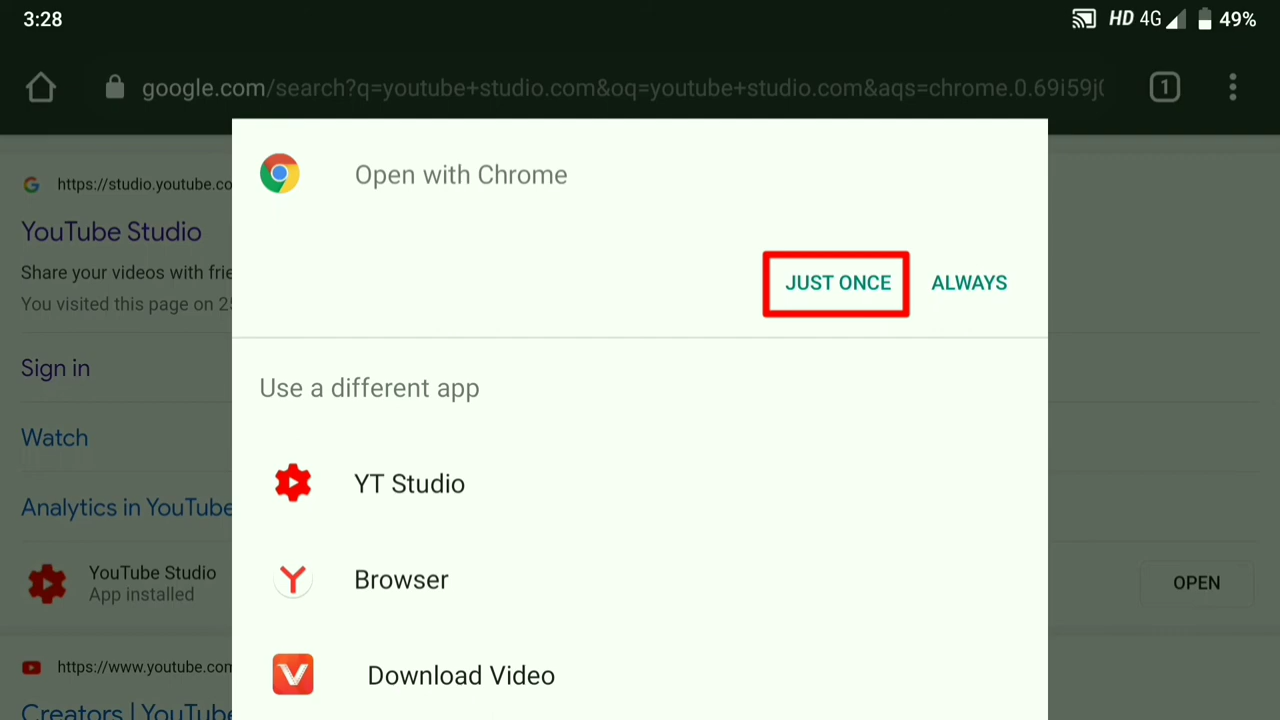 3:28
HD 4G 49%
google.com/search?q=youtube+studio.com&oq=youtube+studio.com&aqs=chrome.0.69i59j0
1
https://studio.youtube.co
YouTube Studio
Share your videos with frie
You visited this page on 25
Sign in
Watch
Analytics in YouTube
YouTube Studio
App installed
OPEN
https://www.youtube.com
Creators | YouTube
Open with Chrome
JUST ONCE ALWAYS
Use a different app
YT Studio
Browser
Download Video